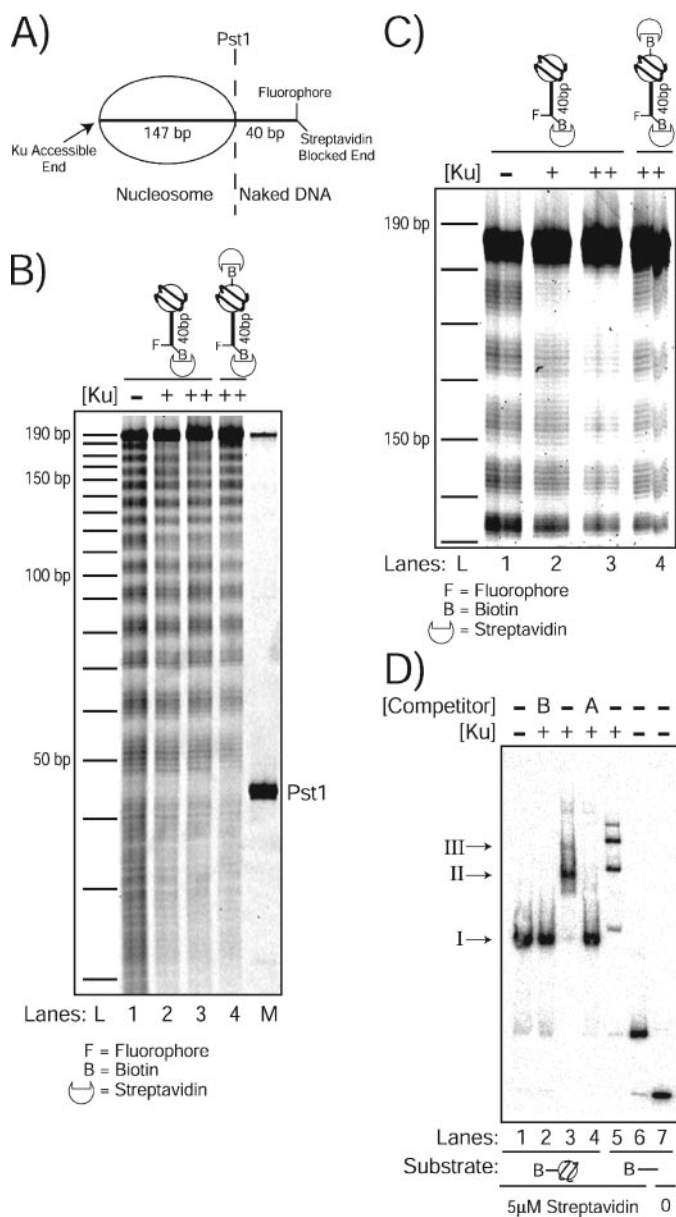 A)
Pst1
Fluorophore
147 bp
40 bp
Ku Accessible
End
Streptavidin
Blocked End
Nucleosome
Naked DNA
B)
B
40bp
F
B
B
40bp
F
B
[Ku] - + ++ ++
190 bp
150 bp
100 bp
50 bp
Pst1
Lanes: L 1 2 3 4 M
F = Fluorophore
B = Biotin
= Streptavidin
C)
B
40bp
F
B
40bp
F
B
[Ku] - + ++ ++
190 bp
150 bp
Lanes: L 1 2 3 4
F = Fluorophore
B = Biotin
= Streptavidin
D)
[Competitor] - B - A - - -
[Ku] - + + + + - -
III
II
I
Lanes: 1 2 3 4 5 6 7
Substrate: B- B-
5μM Streptavidin 0